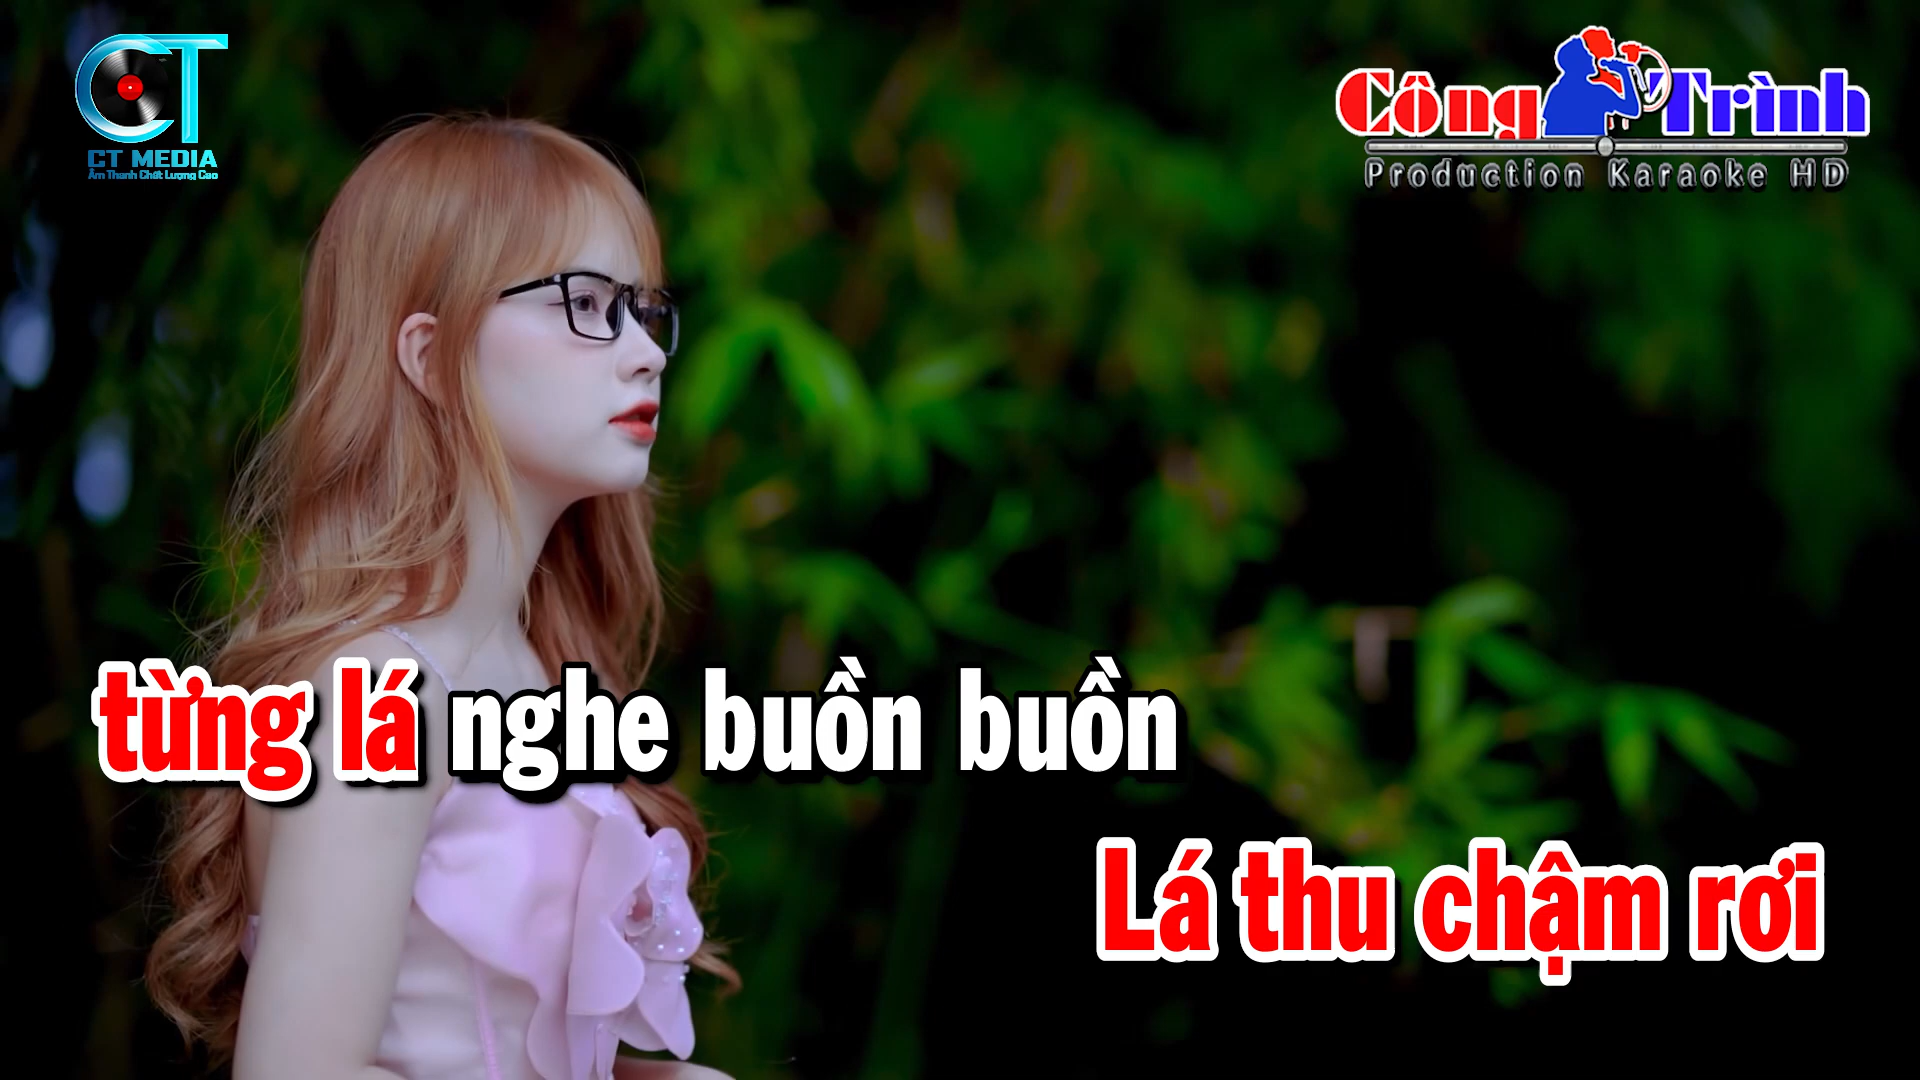 CT
CT MEDIA
Âm Thanh Chất Lượng Cao
Công Trình
Production Karaoke HD
từng lá nghe buồn buồn
Lá thu chậm rơi